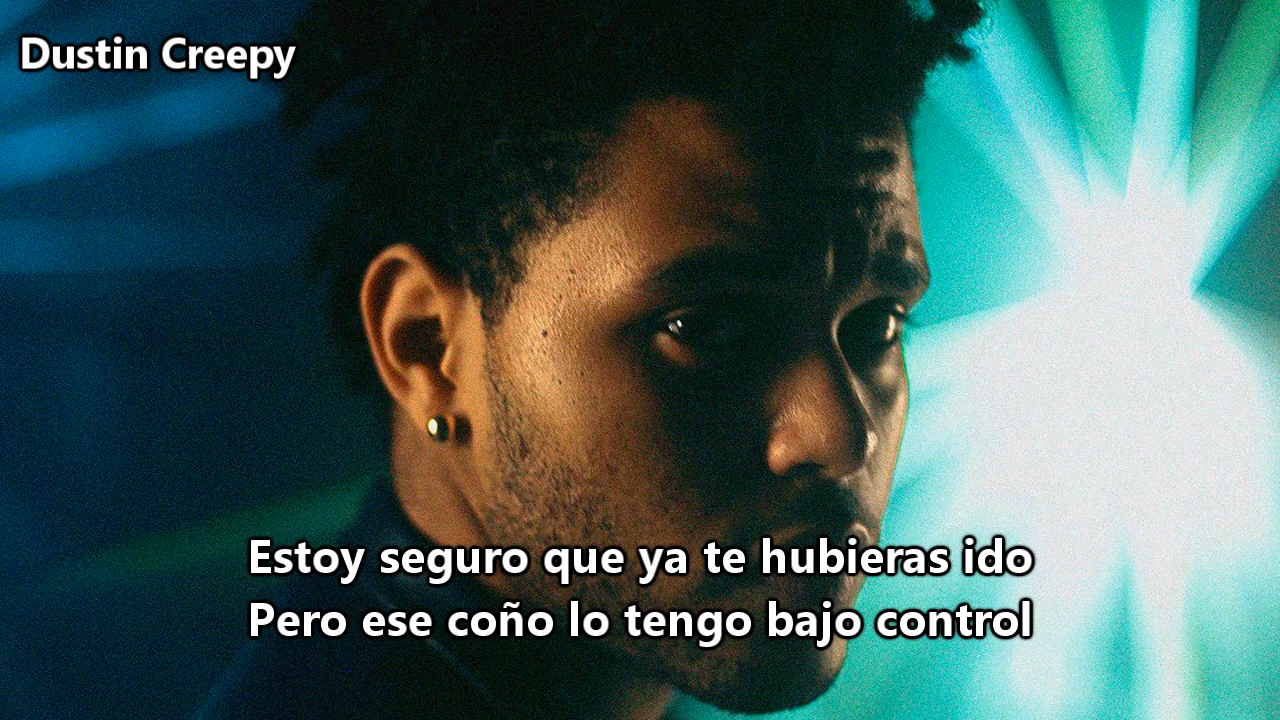 Dustin Creepy
Estoy seguro que ya te hubieras ido
Pero ese coño lo tengo bajo control